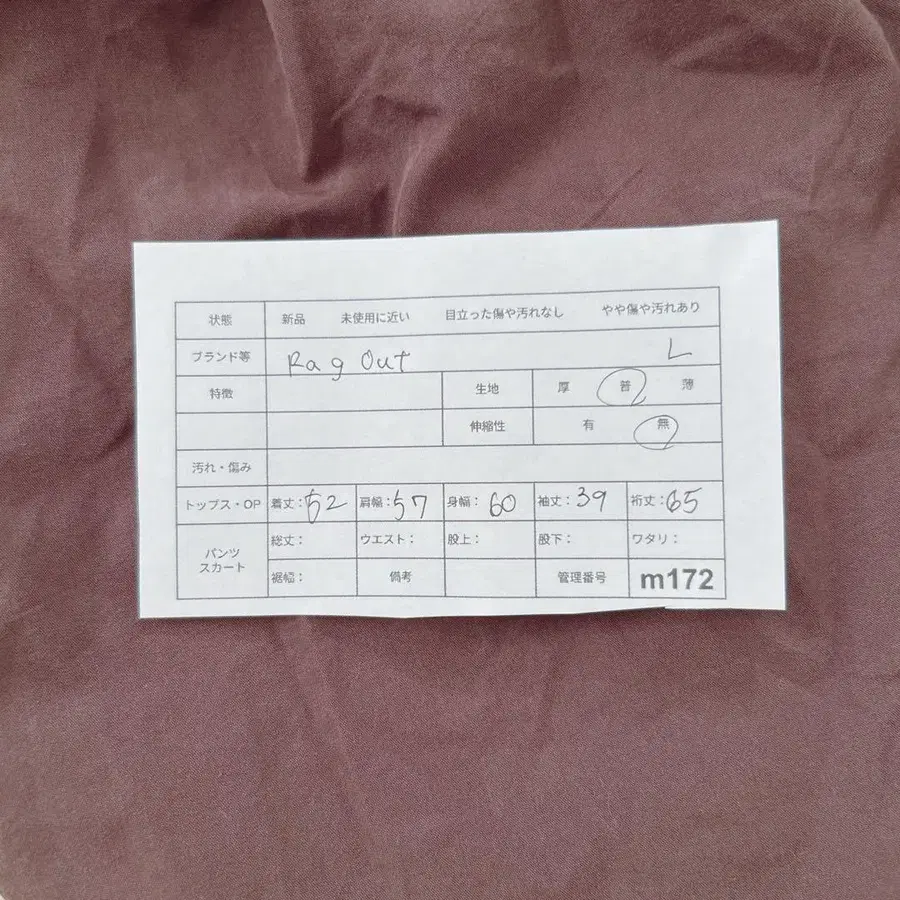 状態 新品 未使用に近い 目立った傷や汚れなし やや傷や汚れあり
ブランド等 Rag Out L
特徴 生地 厚 普 薄
伸縮性 有 無
汚れ・傷み
トップス・OP 着丈:52 肩幅:57 身幅:60 袖丈:39 裄丈:65
パンツ
スカート
総丈: ウエスト: 股上: 股下: ワタリ:
裾幅: 備考 管理番号 m172